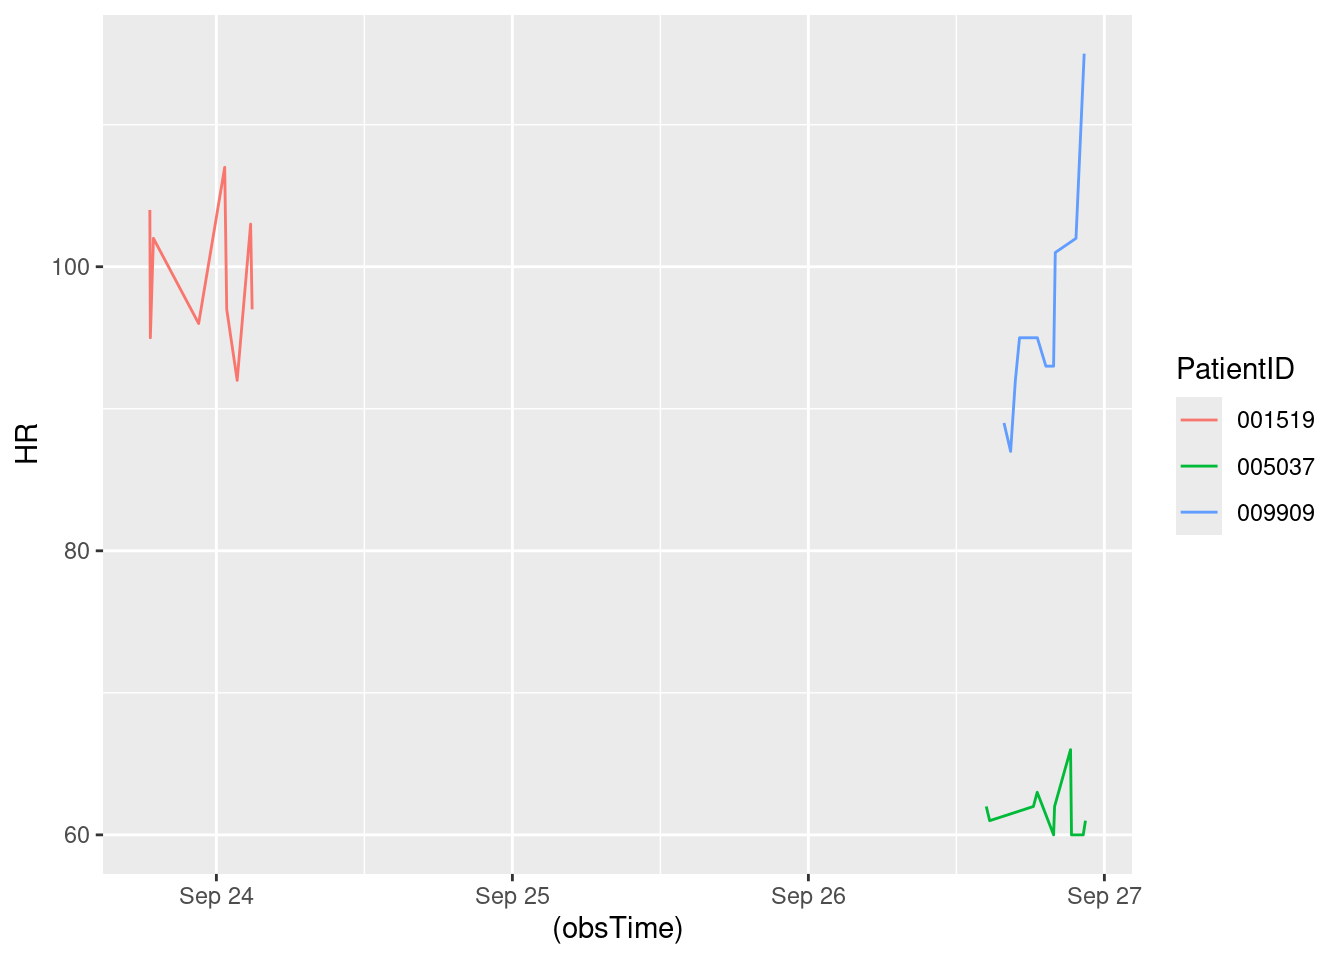 HR
100
80
60
Sep 24
Sep 25
Sep 26
Sep 27
(obsTime)
PatientID
001519
005037
009909